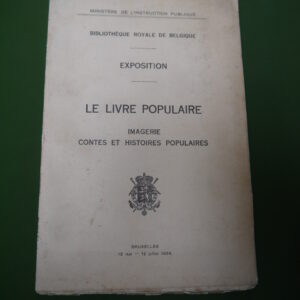 MINISTÈRE DE L'INSTRUCTION PUBLIQUE
BIBLIOTHÈQUE ROYALE DE BELGIQUE
EXPOSITION
LE LIVRE POPULAIRE
IMAGERIE
CONTES ET HISTOIRES POPULAIRES
BRUXELLES